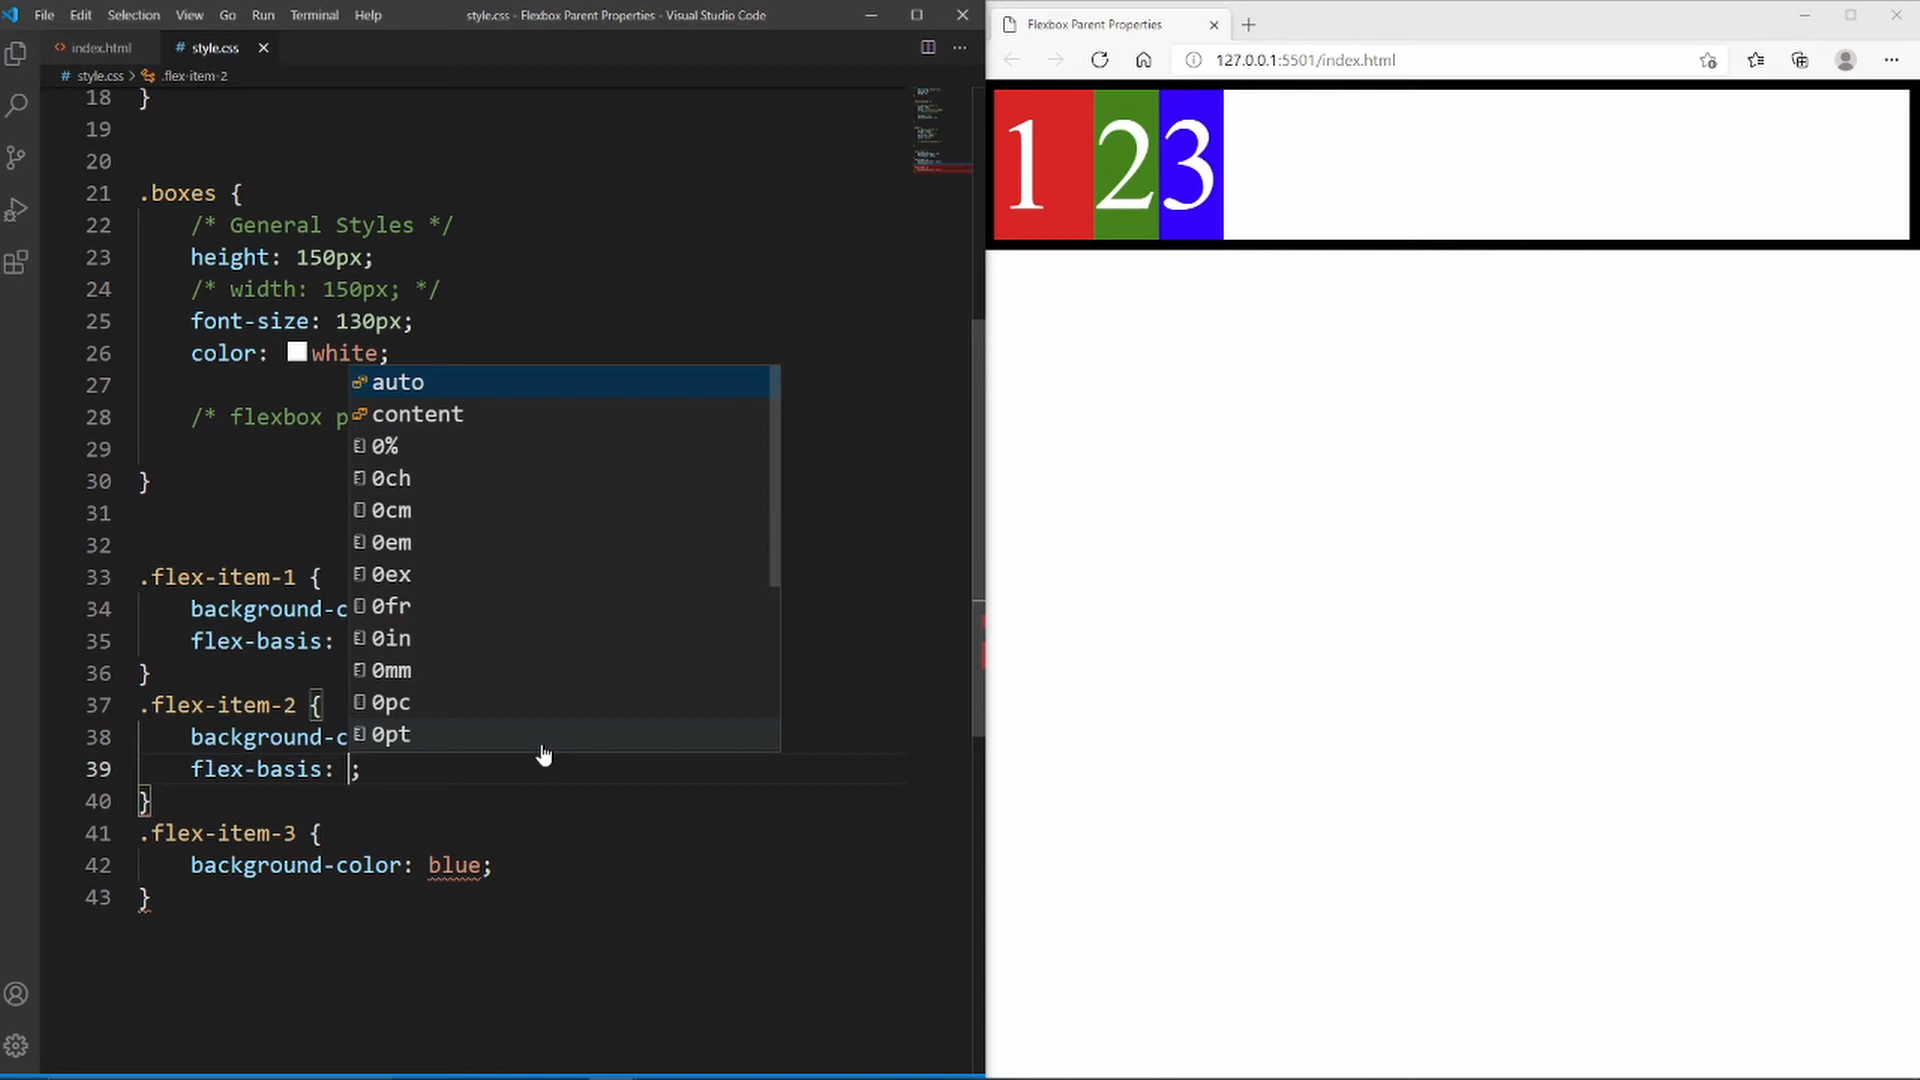 File Edit Selection View Go Run Terminal Help style.css - Flexbox Parent Properties - Visual Studio Code
index.html # style.css
# style.css > .flex-item-2
18 }
19
20
21 .boxes {
22 /* General Styles */
23 height: 150px;
24 /* width: 150px; */
25 font-size: 130px;
26 color: white;
27
28 /* flexbox p
29
30 }
31
32
33 .flex-item-1 {
34 background-c
35 flex-basis:
36 }
37 .flex-item-2 {
38 background-c
39 flex-basis: ;
40 }
41 .flex-item-3 {
42 background-color: blue;
43 }
auto
content
0%
0ch
0cm
0em
0ex
0fr
0in
0mm
0pc
0pt
Flexbox Parent Properties
127.0.0.1:5501/index.html
1 2 3